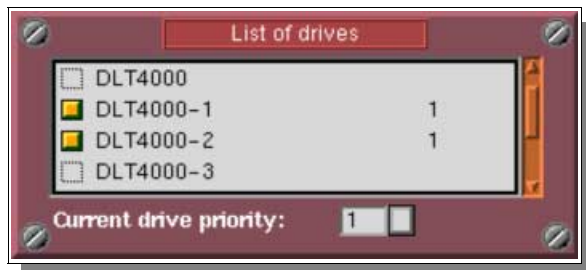 List of drives
DLT4000
DLT4000-1 1
DLT4000-2 1
DLT4000-3
Current drive priority: 1